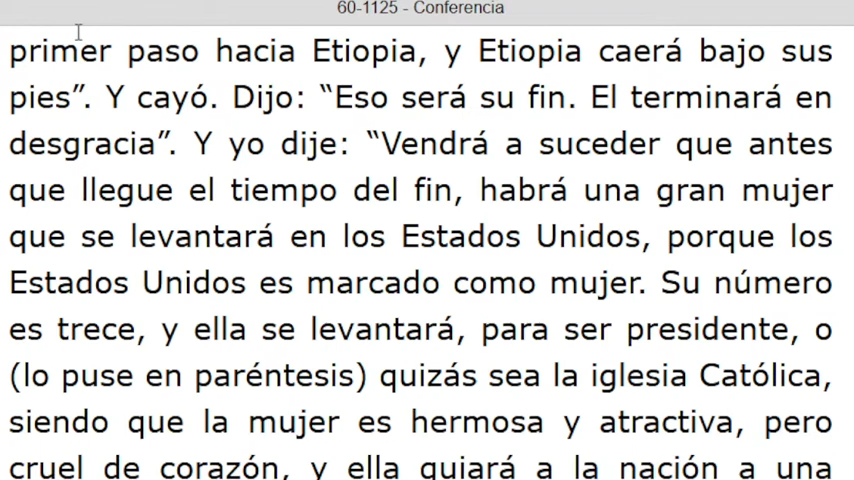 60-1125 - Conferencia
primer paso hacia Etiopia, y Etiopia caerá bajo sus
pies”. Y cayó. Dijo: “Eso será su fin. El terminará en
desgracia”. Y yo dije: “Vendrá a suceder que antes
que llegue el tiempo del fin, habrá una gran mujer
que se levantará en los Estados Unidos, porque los
Estados Unidos es marcado como mujer. Su número
es trece, y ella se levantará, para ser presidente, o
(lo puse en paréntesis) quizás sea la iglesia Católica,
siendo que la mujer es hermosa y atractiva, pero
cruel de corazón, y ella guiará a la nación a una